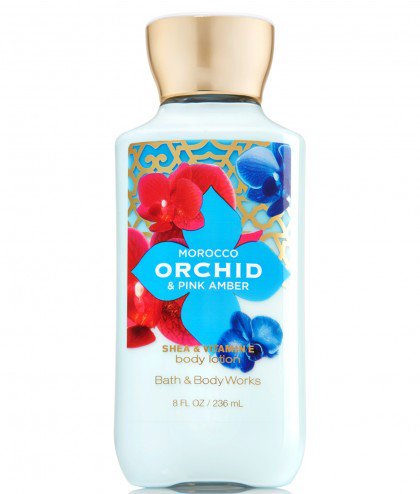 MOROCCO
ORCHID
& PINK AMBER
SHEA & VITAMIN E
body lotion
Bath & Body Works
8 FL OZ / 236 mL